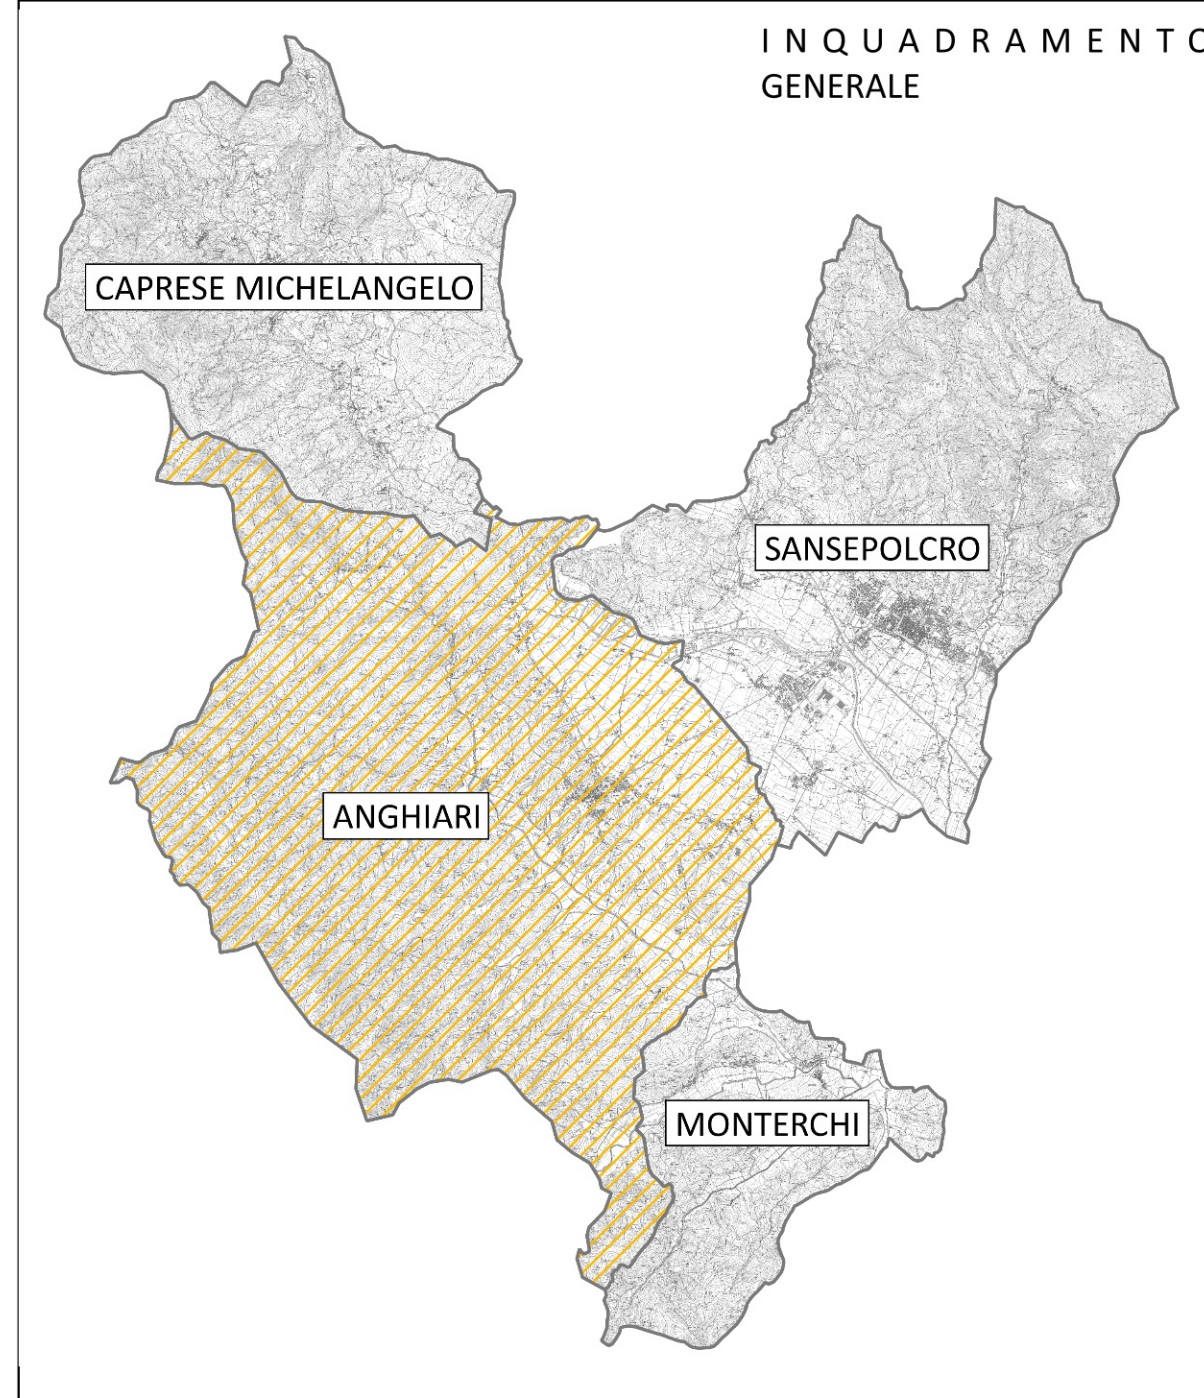 INQUADRAMENTO
GENERALE
CAPRESE MICHELANGELO
SANSEPOLCRO
ANGHIARI
MONTERCHI